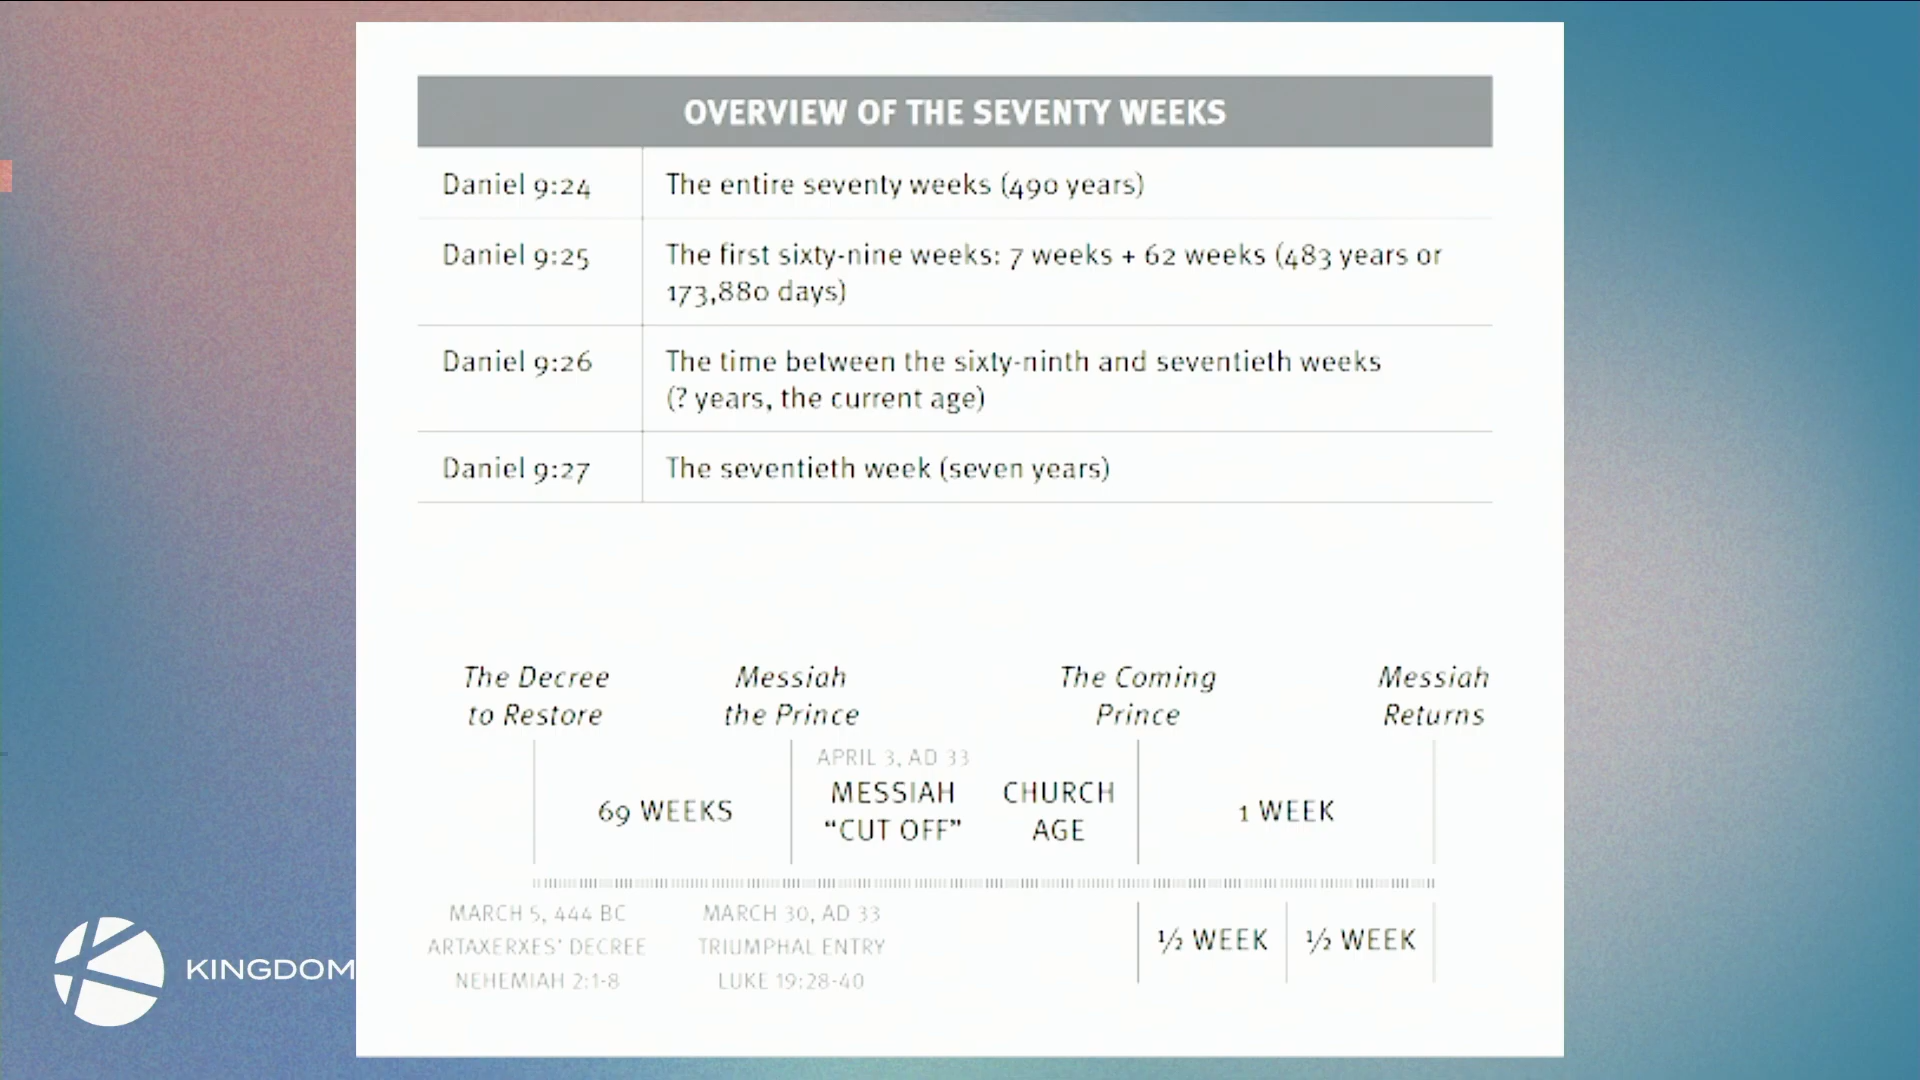 OVERVIEW OF THE SEVENTY WEEKS
Daniel 9:24
The entire seventy weeks (490 years)
Daniel 9:25
The first sixty-nine weeks: 7 weeks + 62 weeks (483 years or
173,880 days)
Daniel 9:26
The time between the sixty-ninth and seventieth weeks
(? years, the current age)
Daniel 9:27
The seventieth week (seven years)
The Decree
to Restore
Messiah
the Prince
The Coming
Prince
Messiah
Returns
69 WEEKS
APRIL 3, AD 33
MESSIAH
“CUT OFF”
CHURCH
AGE
1 WEEK
MARCH 5, 444 BC
ARTAXERXES’ DECREE
NEHEMIAH 2:1-8
MARCH 30, AD 33
TRIUMPHAL ENTRY
LUKE 19:28-40
½ WEEK
½ WEEK
KINGDOM